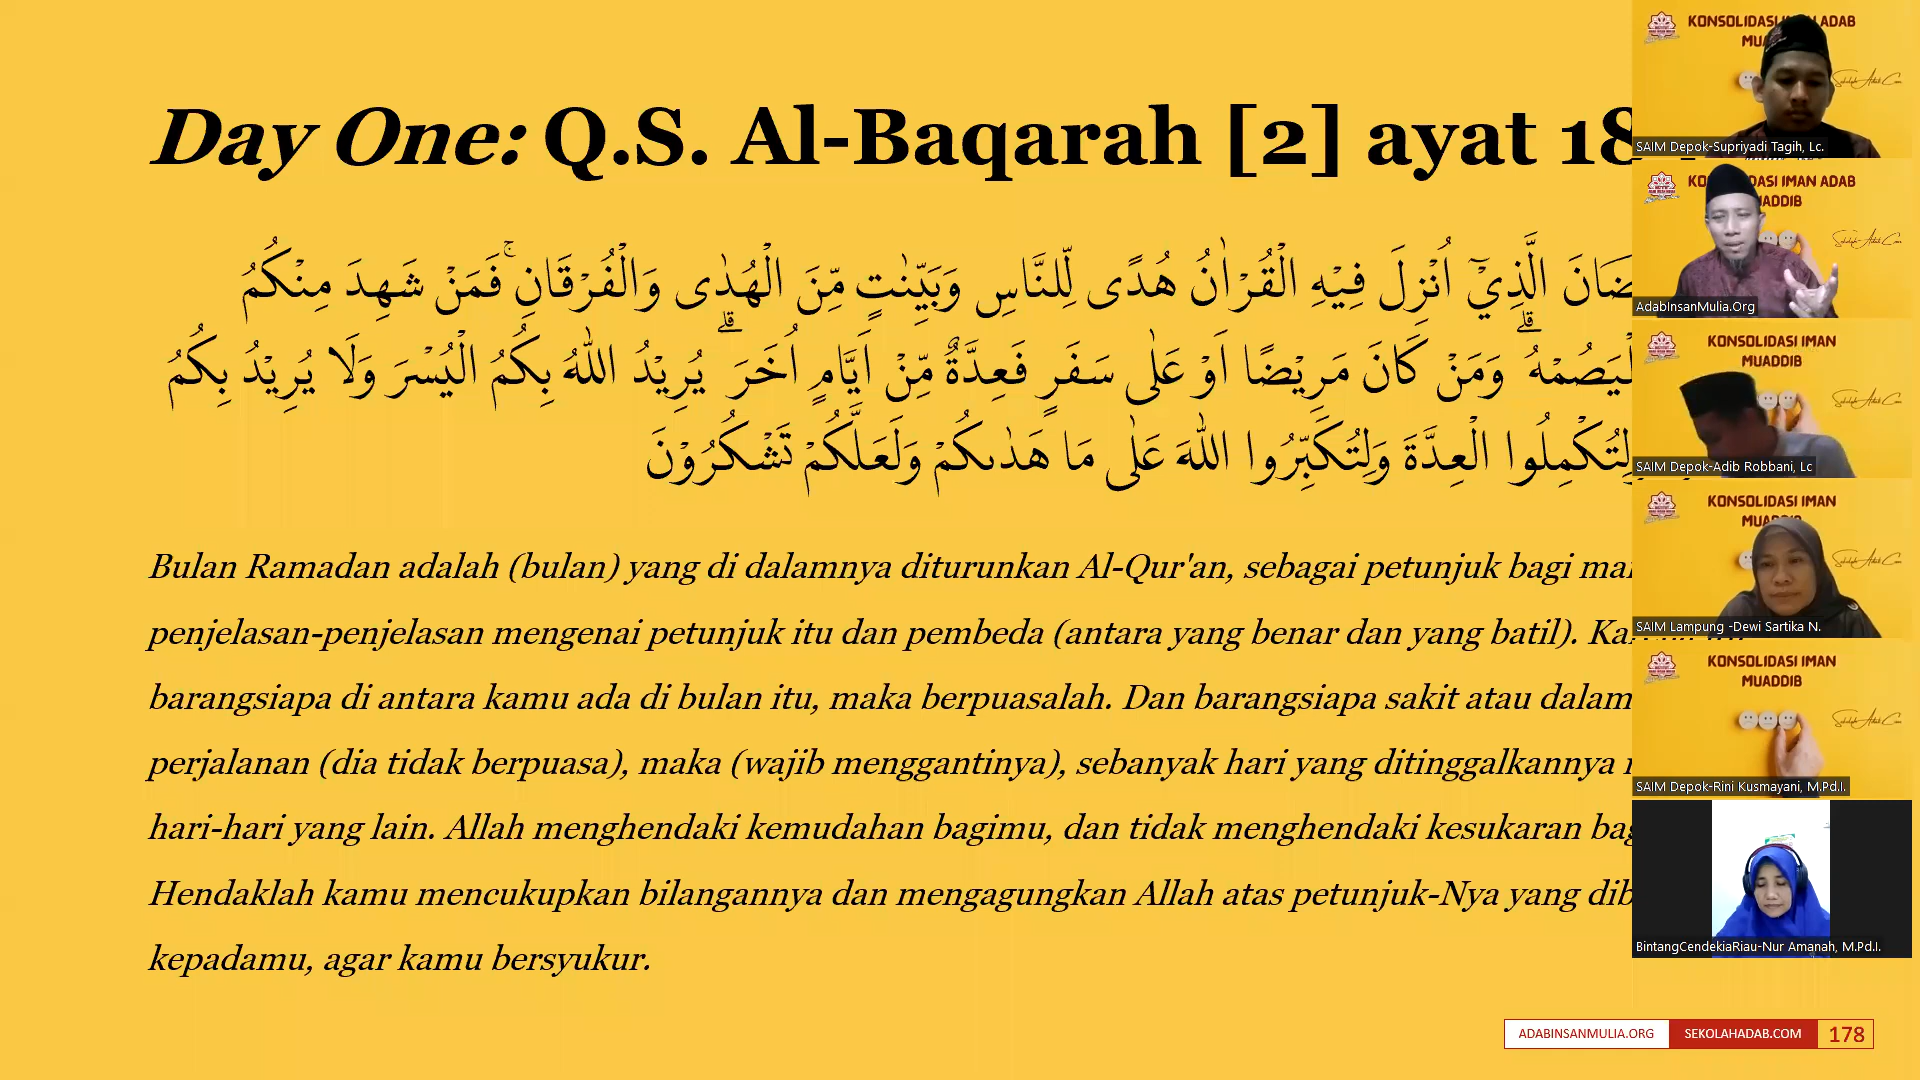 Day One: Q.S. Al-Baqarah [2] ayat 18
الَّذِيْٓ اُنْزِلَ فِيْهِ الْقُرْاٰنُ هُدًى لِّلنَّاسِ وَبَيِّنٰتٍ مِّنَ الْهُدٰى وَالْفُرْقَانِۚ فَمَنْ شَهِدَ مِنْكُمُ
وَمَنْ كَانَ مَرِيْضًا اَوْ عَلٰى سَفَرٍ فَعِدَّةٌ مِّنْ اَيَّامٍ اُخَرَ ۗ يُرِيْدُ اللّٰهُ بِكُمُ الْيُسْرَ وَلَا يُرِيْدُ بِكُمُ
لِتُكْمِلُوا الْعِدَّةَ وَلِتُكَبِّرُوا اللّٰهَ عَلٰى مَا هَدٰىكُمْ وَلَعَلَّكُمْ تَشْكُرُوْنَ
Bulan Ramadan adalah (bulan) yang di dalamnya diturunkan Al-Qur'an, sebagai petunjuk bagi
penjelasan-penjelasan mengenai petunjuk itu dan pembeda (antara yang benar dan yang batil).
barangsiapa di antara kamu ada di bulan itu, maka berpuasalah. Dan barangsiapa sakit atau dalam
perjalanan (dia tidak berpuasa), maka (wajib menggantinya), sebanyak hari yang ditinggalkannya
hari-hari yang lain. Allah menghendaki kemudahan bagimu, dan tidak menghendaki kesukaran
Hendaklah kamu mencukupkan bilangannya dan mengagungkan Allah atas petunjuk-Nya yang
kepadamu, agar kamu bersyukur.
KONSOLIDASI ADAB
SAIM Depok-Supriyadi Tagih, Lc.
IMAN ADAB
AdabInsanMulia.Org
KONSOLIDASI IMAN
MUADDIB
SAIM Depok-Adib Robbani, Lc
KONSOLIDASI IMAN
SAIM Lampung -Dewi Sartika N.
KONSOLIDASI IMAN
MUADDIB
SAIM Depok-Rini Kusmayani, M.Pd.I.
BintangCendekiaRiau-Nur Amanah, M.Pd.I.
ADABINSANMULIA.ORG SEKOLAHADAB.COM 178